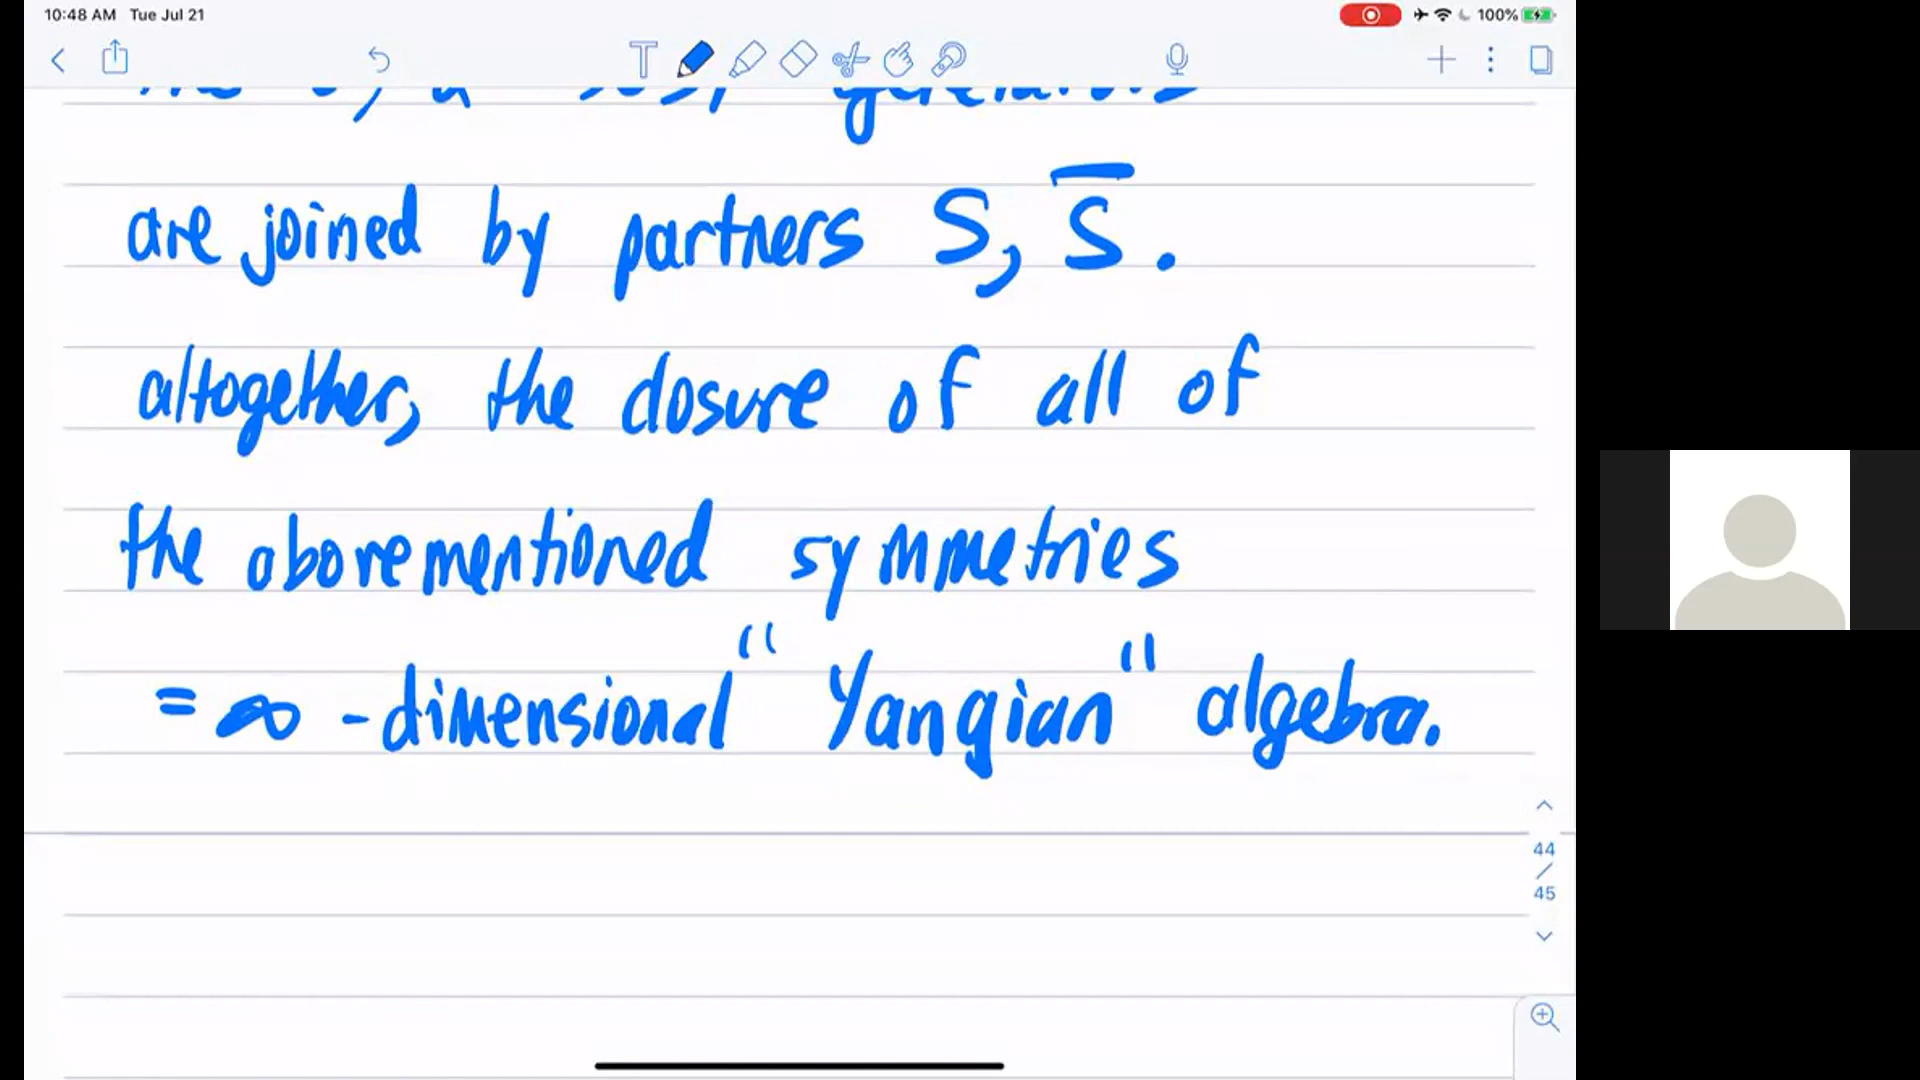 10:48 AM Tue Jul 21
100%
are joined by partners S, S̅.
altogether, the closure of all of
the abovementioned symmetries
= ∞ -dimensional "Yangian" algebra.
44
/
45